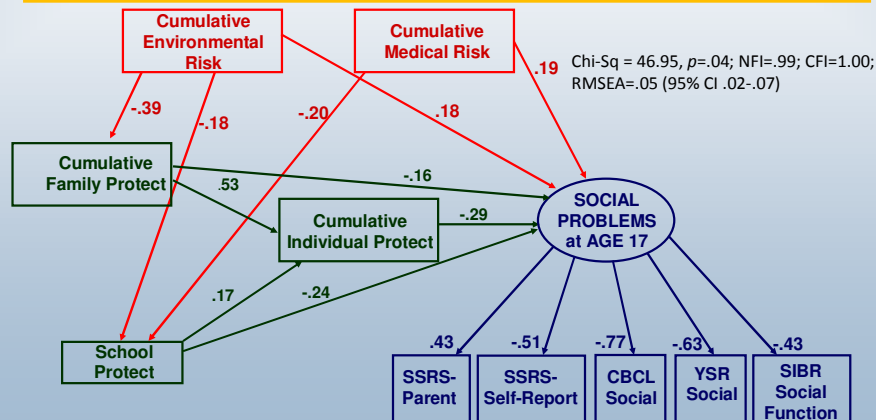 Cumulative
Environmental
Risk
Cumulative
Medical Risk
Chi-Sq = 46.95, p=.04; NFI=.99; CFI=1.00;
RMSEA=.05 (95% CI .02-.07)
.19
-.39
-.18
-.20
.18
Cumulative
Family Protect
-.16
.53
SOCIAL
PROBLEMS
at AGE 17
Cumulative
Individual Protect
-.29
.17
-.24
School
Protect
.43
-.51
-.77
-.63
-.43
SSRS-
Parent
SSRS-
Self-Report
CBCL
Social
YSR
Social
SIBR
Social
Function